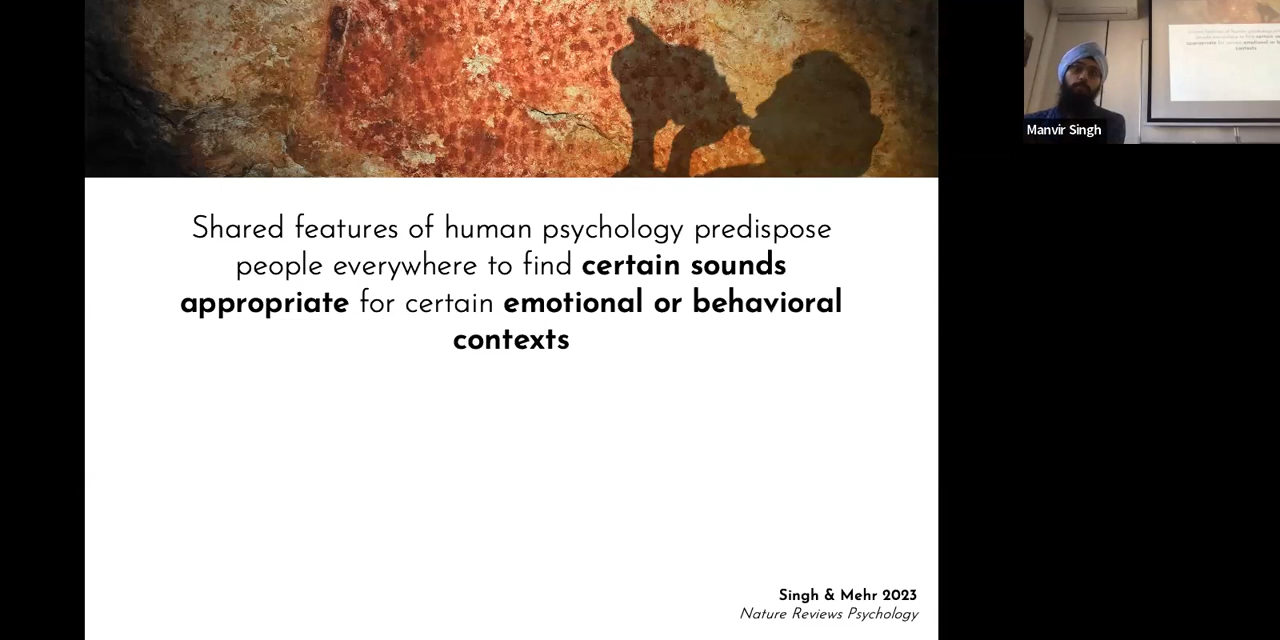 Shared features of human psychology predispose
people everywhere to find certain sounds
appropriate for certain emotional or behavioral
contexts
Singh & Mehr 2023
Nature Reviews Psychology
Manvir Singh